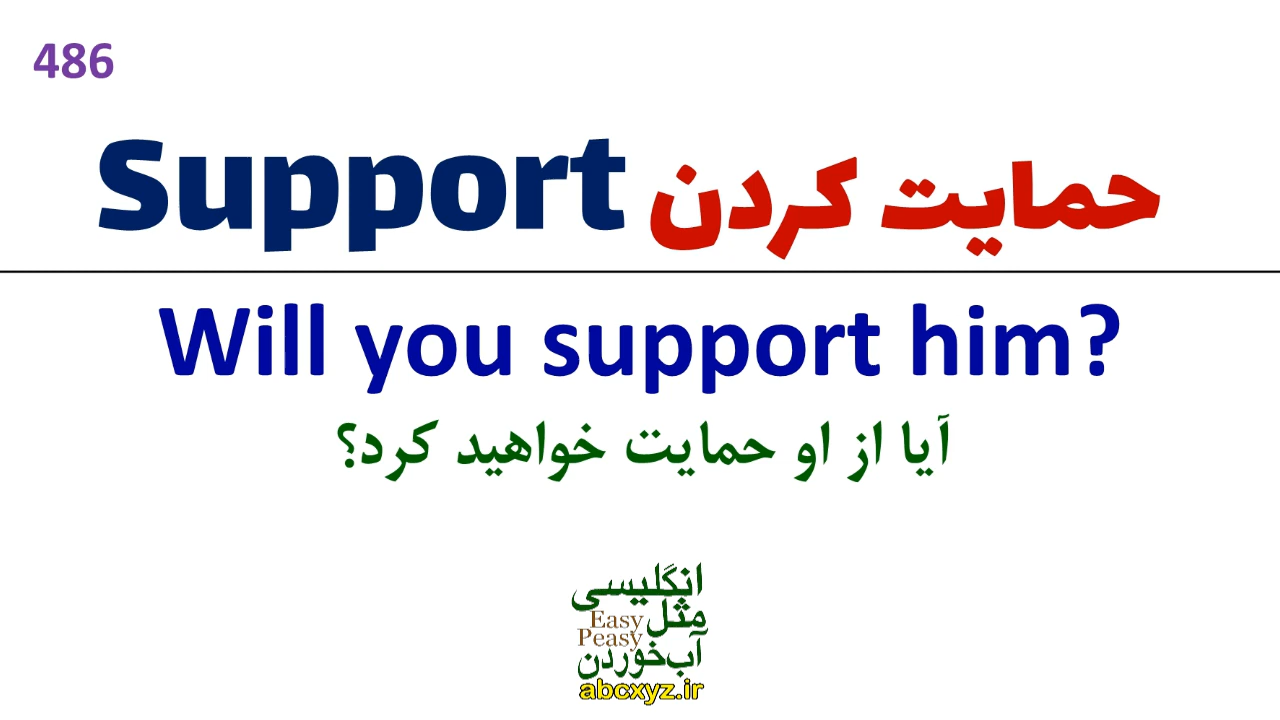 486
Support حمایت کردن
Will you support him?
آیا از او حمایت خواهید کرد؟
انگلیسی
مثل Easy
Peasy
آب‌خوردن
abcxyz.ir